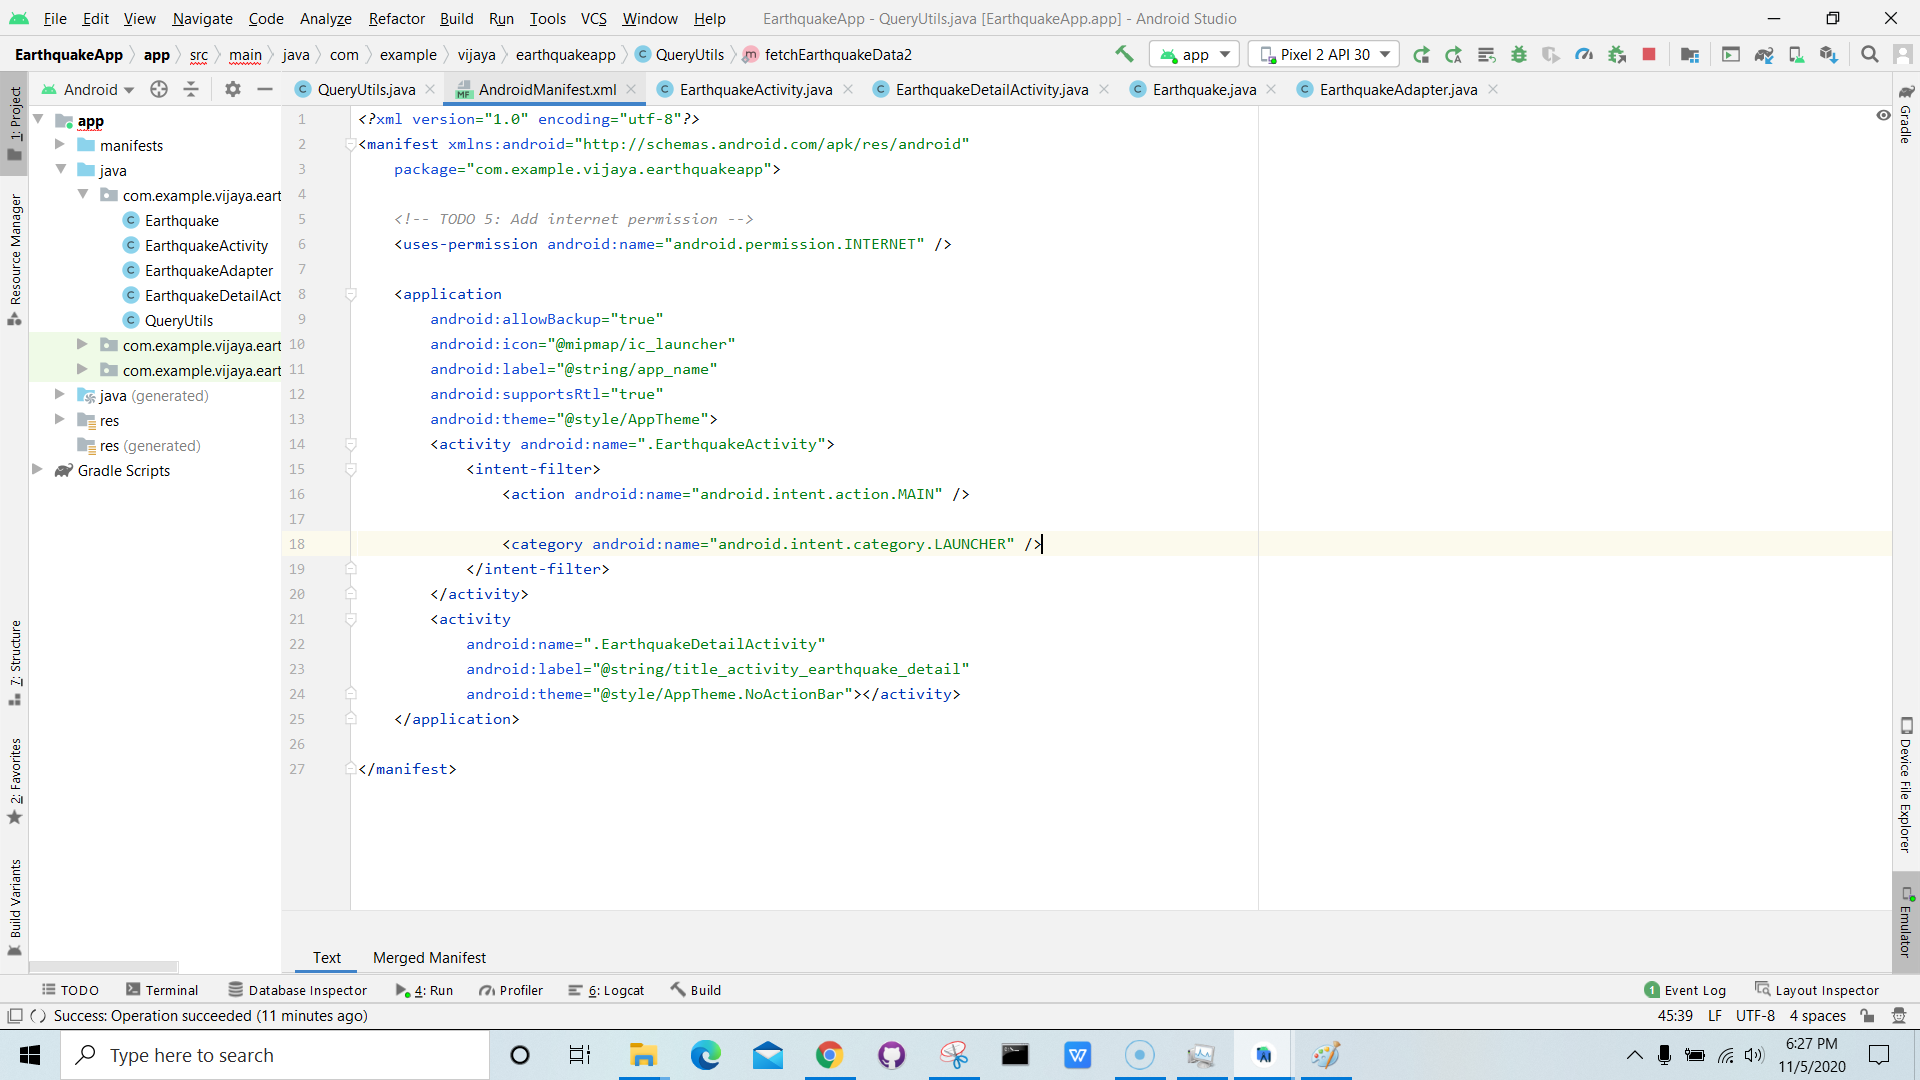 File Edit View Navigate Code Analyze Refactor Build Run Tools VCS Window Help EarthquakeApp - QueryUtils.java [EarthquakeApp.app] - Android Studio
EarthquakeApp app src main java com example vijaya earthquakeapp QueryUtils fetchEarthquakeData2 app Pixel 2 API 30
Android QueryUtils.java AndroidManifest.xml EarthquakeActivity.java EarthquakeDetailActivity.java Earthquake.java EarthquakeAdapter.java
1: Project
Resource Manager
7: Structure
2: Favorites
Build Variants
app
manifests
java
com.example.vijaya.eart
Earthquake
EarthquakeActivity
EarthquakeAdapter
EarthquakeDetailAct
QueryUtils
com.example.vijaya.eart
com.example.vijaya.eart
java (generated)
res
res (generated)
Gradle Scripts
1 <?xml version="1.0" encoding="utf-8"?>
2 <manifest xmlns:android="http://schemas.android.com/apk/res/android"
3 package="com.example.vijaya.earthquakeapp">
4
5 <!-- TODO 5: Add internet permission -->
6 <uses-permission android:name="android.permission.INTERNET" />
7
8 <application
9 android:allowBackup="true"
10 android:icon="@mipmap/ic_launcher"
11 android:label="@string/app_name"
12 android:supportsRtl="true"
13 android:theme="@style/AppTheme">
14 <activity android:name=".EarthquakeActivity">
15 <intent-filter>
16 <action android:name="android.intent.action.MAIN" />
17
18 <category android:name="android.intent.category.LAUNCHER" />
19 </intent-filter>
20 </activity>
21 <activity
22 android:name=".EarthquakeDetailActivity"
23 android:label="@string/title_activity_earthquake_detail"
24 android:theme="@style/AppTheme.NoActionBar"></activity>
25 </application>
26
27 </manifest>
Gradle
Device File Explorer
Emulator
Text Merged Manifest
TODO Terminal Database Inspector 4: Run Profiler 6: Logcat Build 1 Event Log Layout Inspector
Success: Operation succeeded (11 minutes ago) 45:39 LF UTF-8 4 spaces
Type here to search
6:27 PM
11/5/2020